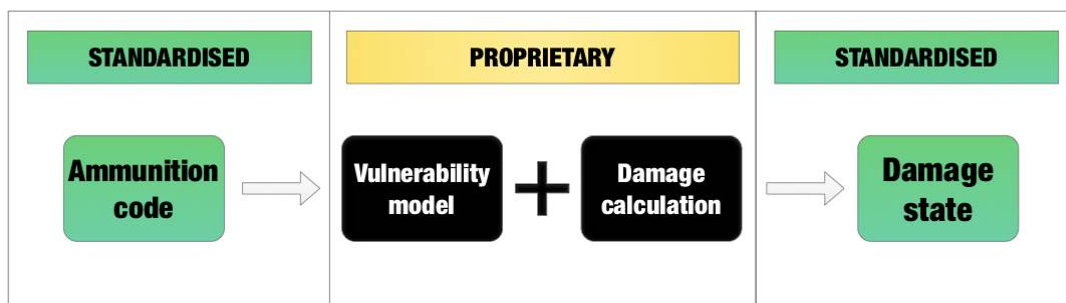 STANDARDISED
PROPRIETARY
STANDARDISED
Ammunition
code
Vulnerability
model
Damage
calculation
Damage
state